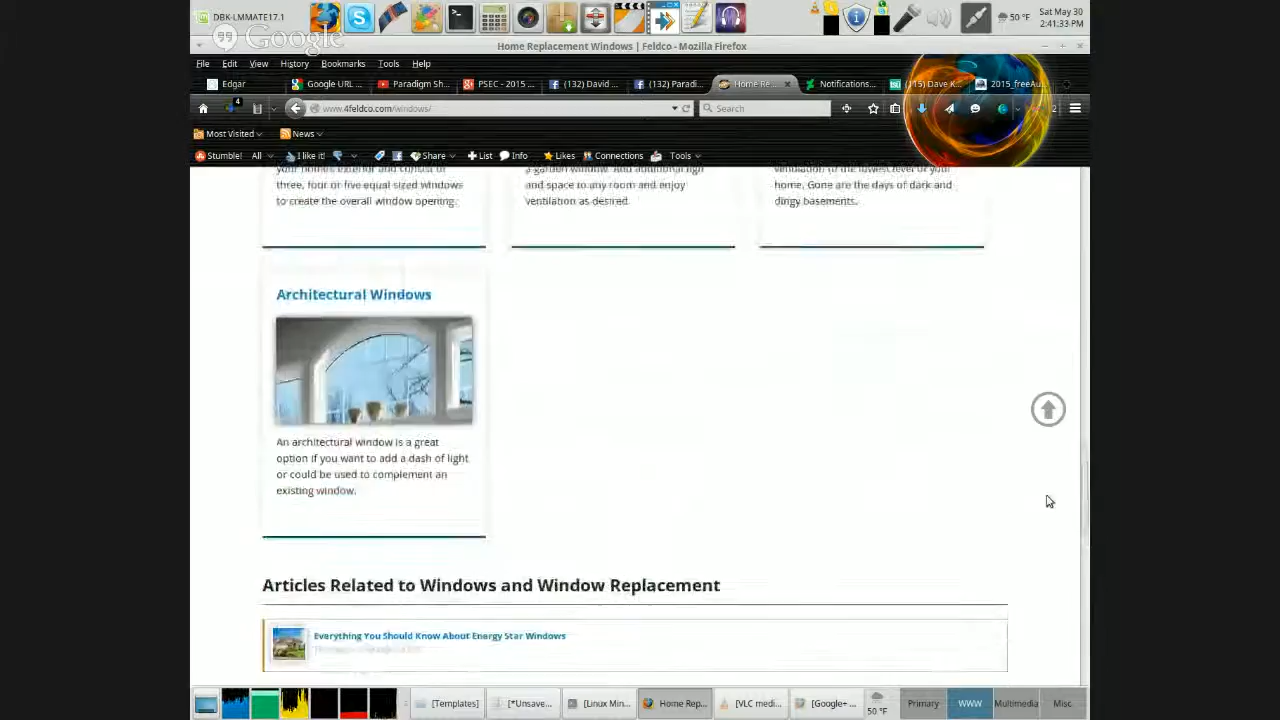 DBK-LMMATE17.1
50 °F
Sat May 30
2:41:33 PM
Google
Home Replacement Windows | Feldco - Mozilla Firefox
File Edit View History Bookmarks Tools Help
Edgar
Google URL ...
Paradigm Sh...
PSEC - 2015 ...
(132) David ...
(132) Paradi...
Home Re...
Notifications...
(115) Dave K...
2015_freeAu...
4
www.4feldco.com/windows/
Search
2
Most Visited
News
Stumble!
All
I like it!
Share
List
Info
Likes
Connections
Tools
three, four or five equal sized windows
to create the overall window opening.
and space to any room and enjoy
ventilation as desired.
home. Gone are the days of dark and
dingy basements.
Architectural Windows
An architectural window is a great
option if you want to add a dash of light
or could be used to complement an
existing window.
Articles Related to Windows and Window Replacement
Everything You Should Know About Energy Star Windows
[Templates]
[*Unsave...
[Linux Min...
Home Rep...
[VLC medi...
[Google+ ...
50 °F
Primary
WWW
Multimedia
Misc.